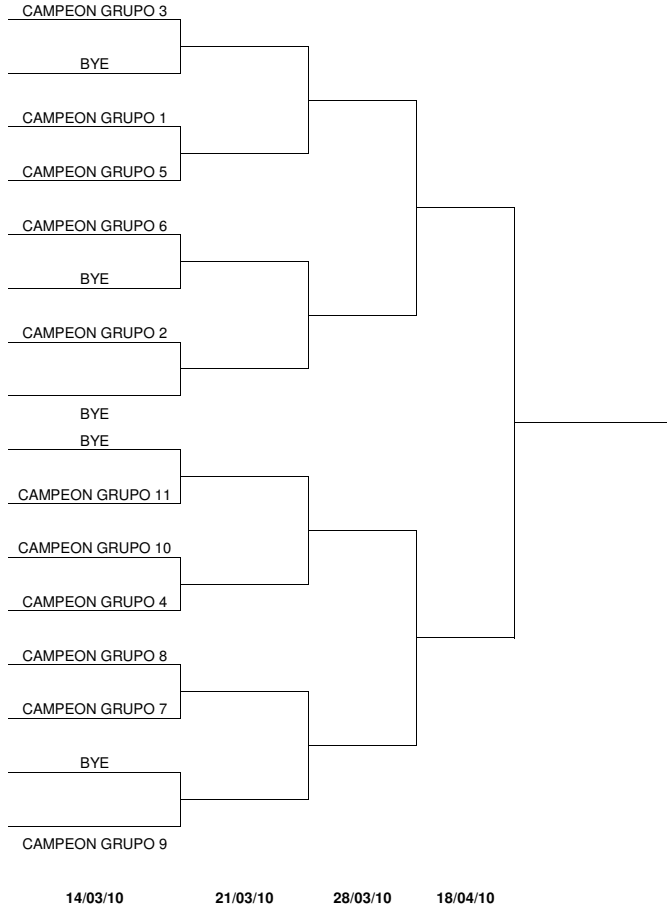 CAMPEON GRUPO 3
BYE
CAMPEON GRUPO 1
CAMPEON GRUPO 5
CAMPEON GRUPO 6
BYE
CAMPEON GRUPO 2
BYE
BYE
CAMPEON GRUPO 11
CAMPEON GRUPO 10
CAMPEON GRUPO 4
CAMPEON GRUPO 8
CAMPEON GRUPO 7
BYE
CAMPEON GRUPO 9
14/03/10 21/03/10 28/03/10 18/04/10